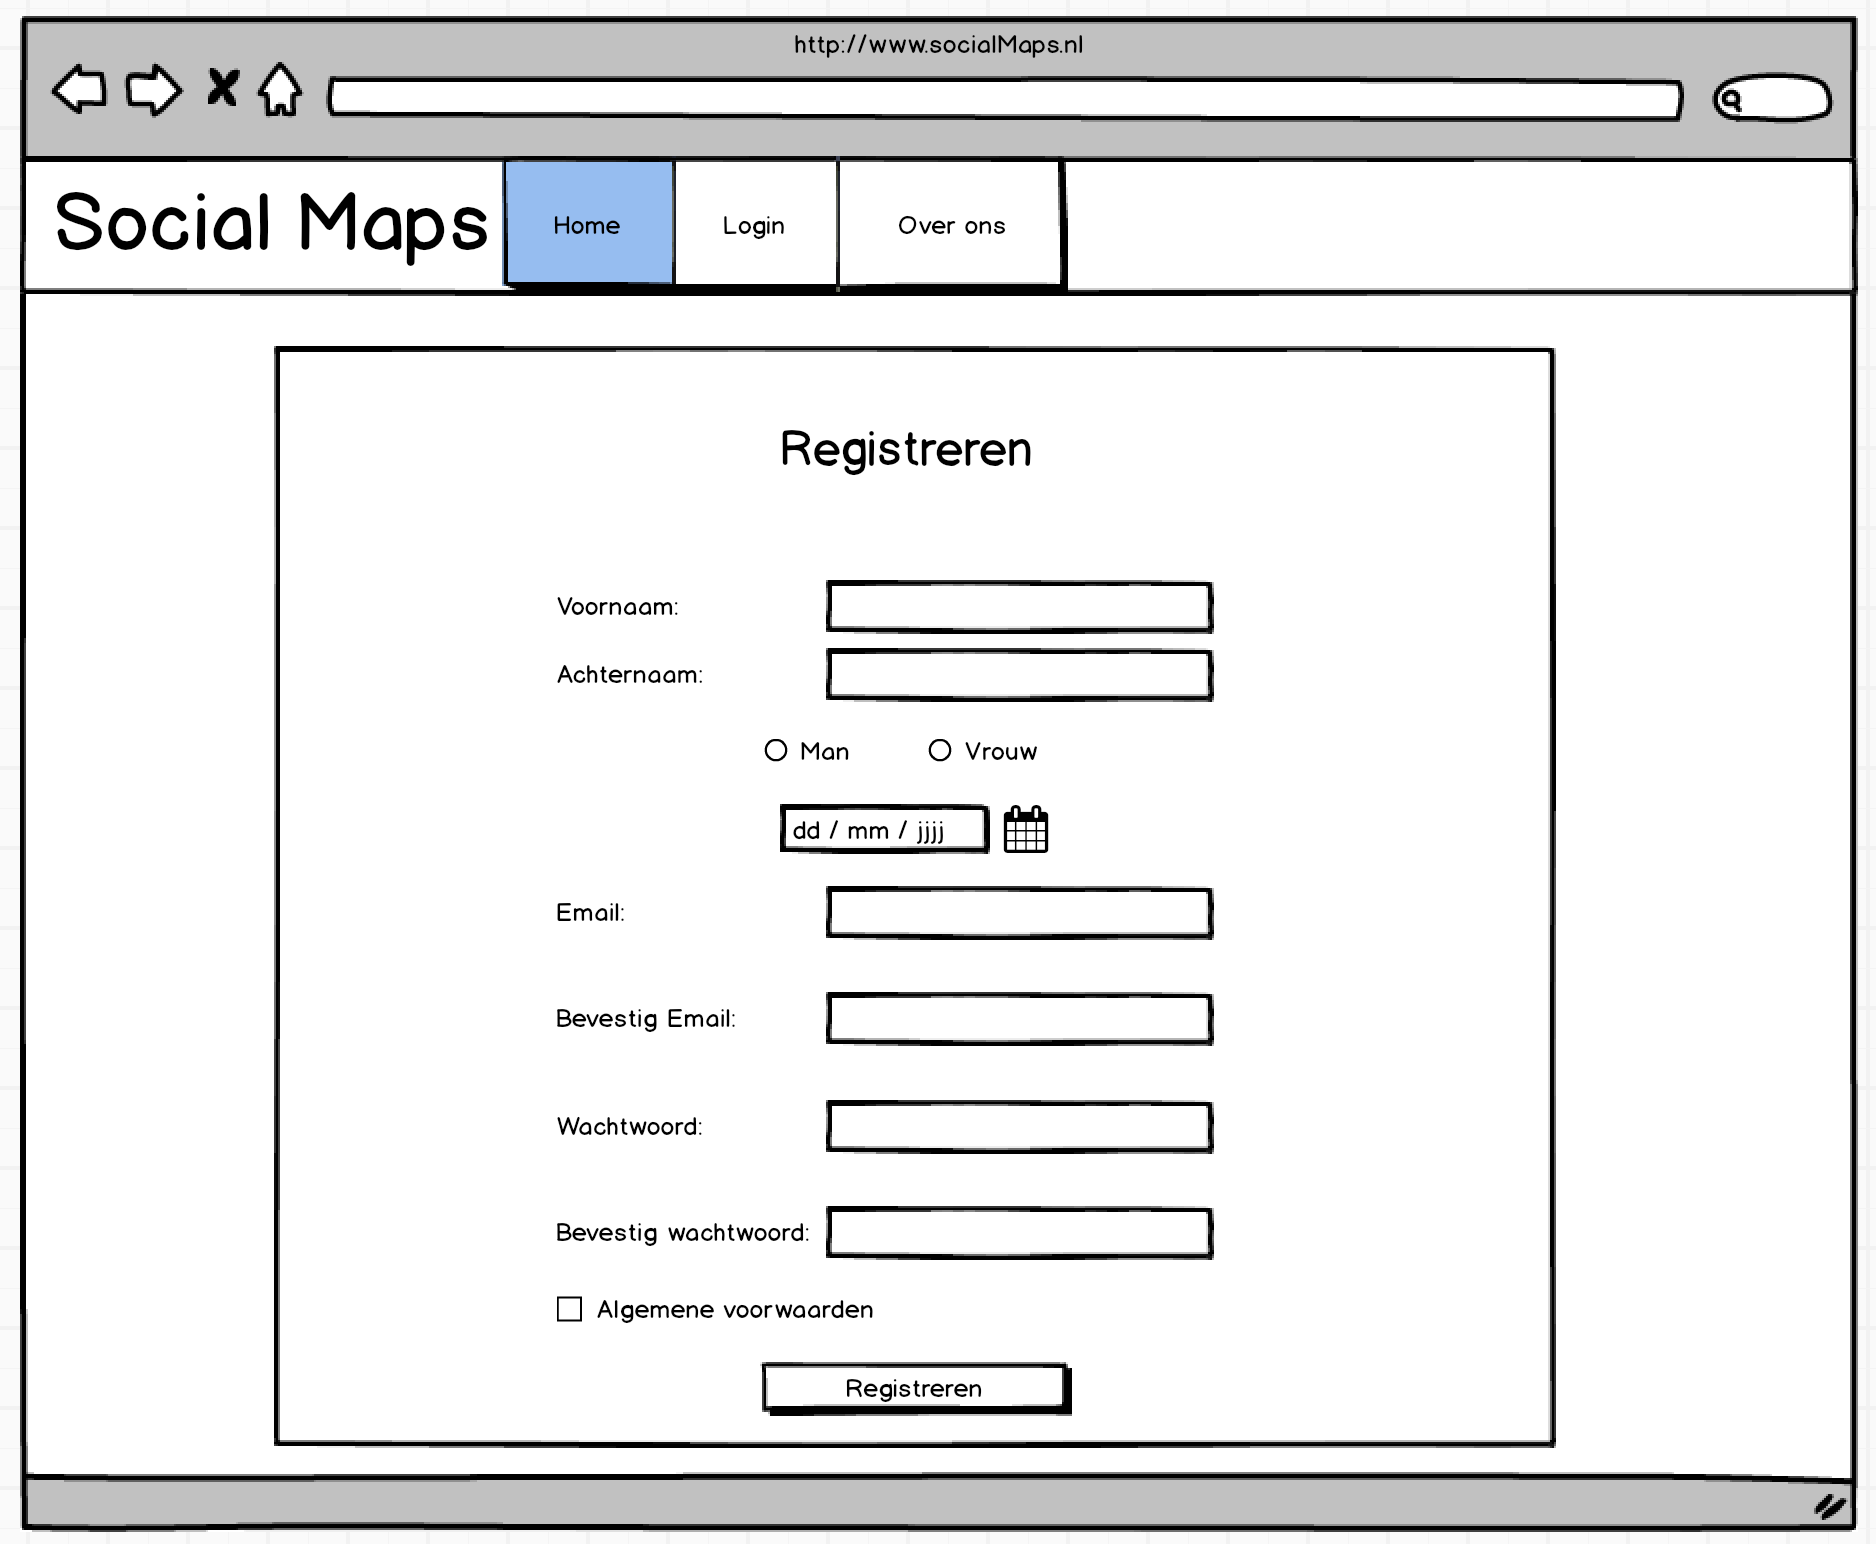 http://www.socialMaps.nl
Social Maps
Home
Login
Over ons
Registreren
Voornaam:
Achternaam:
Man
Vrouw
dd / mm / jjjj
Email:
Bevestig Email:
Wachtwoord:
Bevestig wachtwoord:
Algemene voorwaarden
Registreren